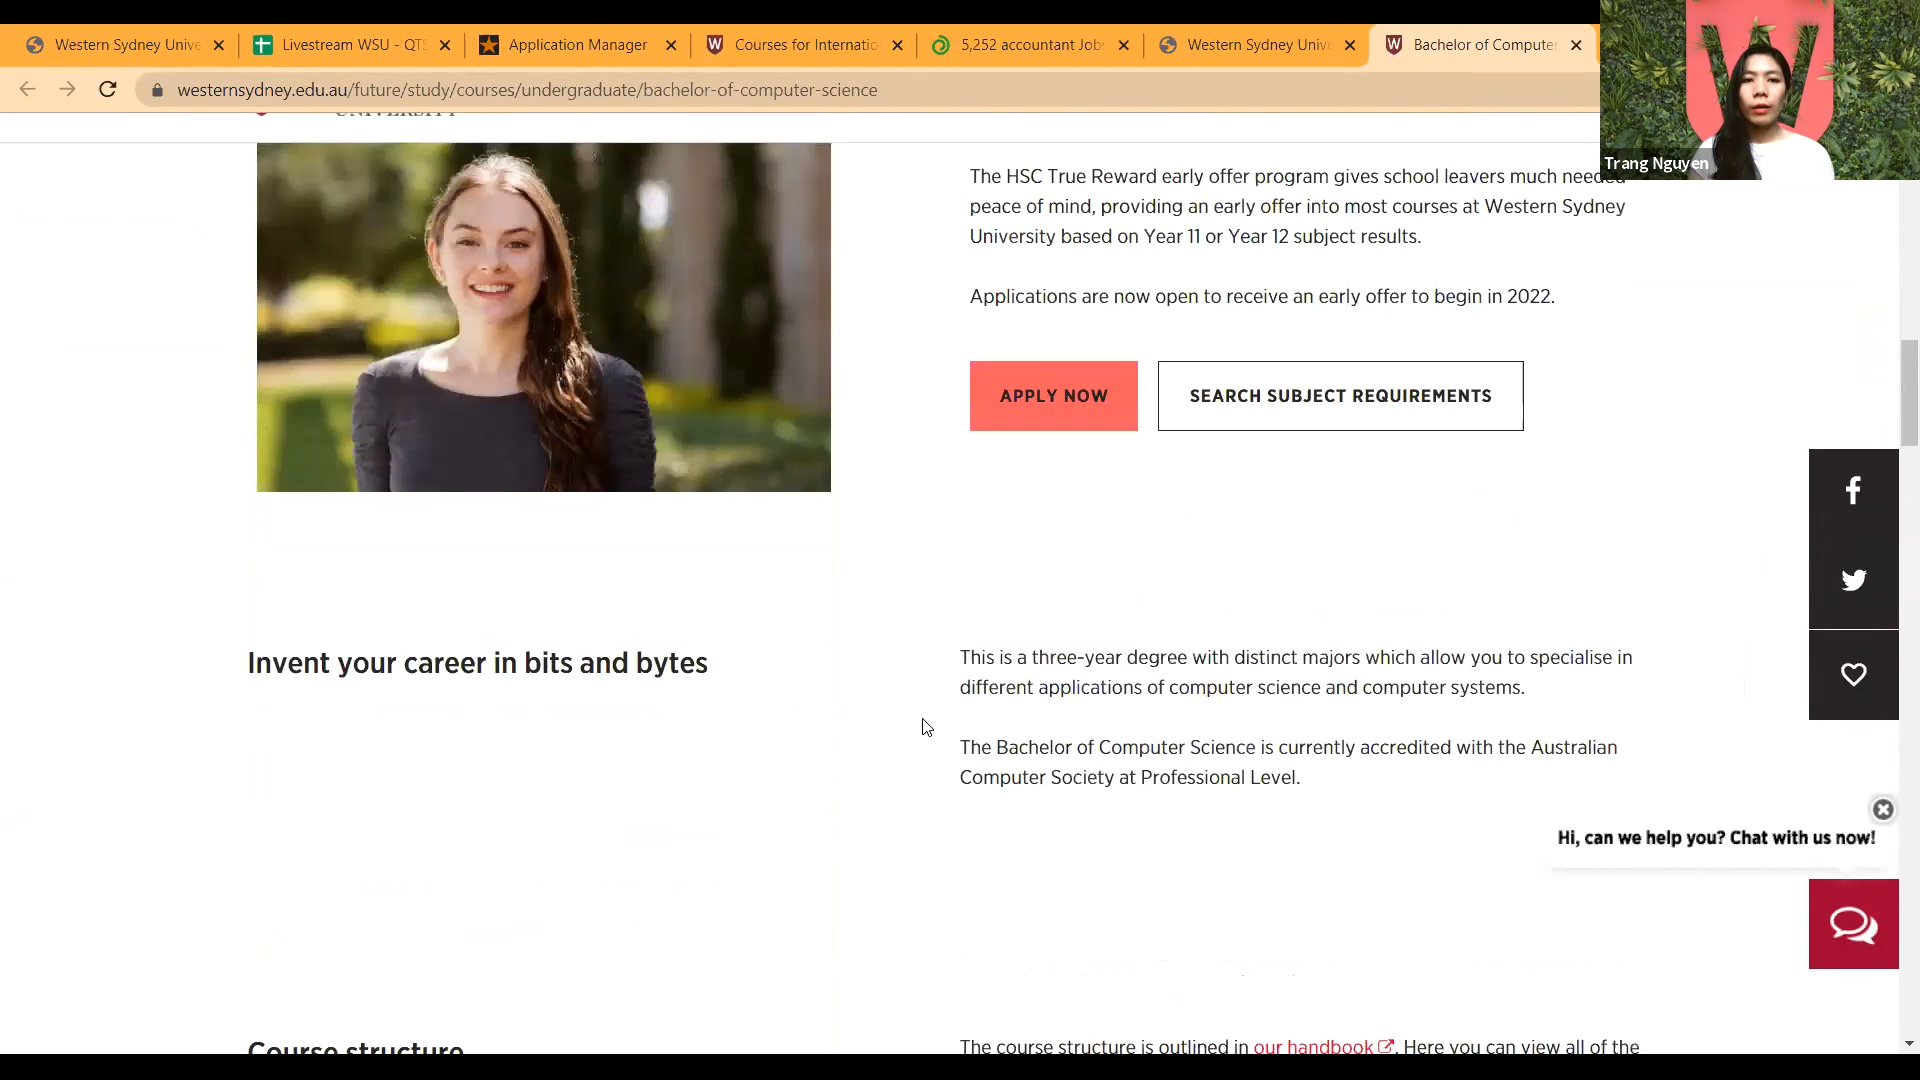 Western Sydney Unive
Livestream WSU - QTS
Application Manager
Courses for Internatio
5,252 accountant Job
Western Sydney Unive
Bachelor of Compute
westernsydney.edu.au/future/study/courses/undergraduate/bachelor-of-computer-science
Trang Nguyen
UNIVERSITY
The HSC True Reward early offer program gives school leavers much needed
peace of mind, providing an early offer into most courses at Western Sydney
University based on Year 11 or Year 12 subject results.
Applications are now open to receive an early offer to begin in 2022.
APPLY NOW
SEARCH SUBJECT REQUIREMENTS
Invent your career in bits and bytes
This is a three-year degree with distinct majors which allow you to specialise in
different applications of computer science and computer systems.
The Bachelor of Computer Science is currently accredited with the Australian
Computer Society at Professional Level.
Hi, can we help you? Chat with us now!
Course structure
The course structure is outlined in our handbook. Here you can view all of the